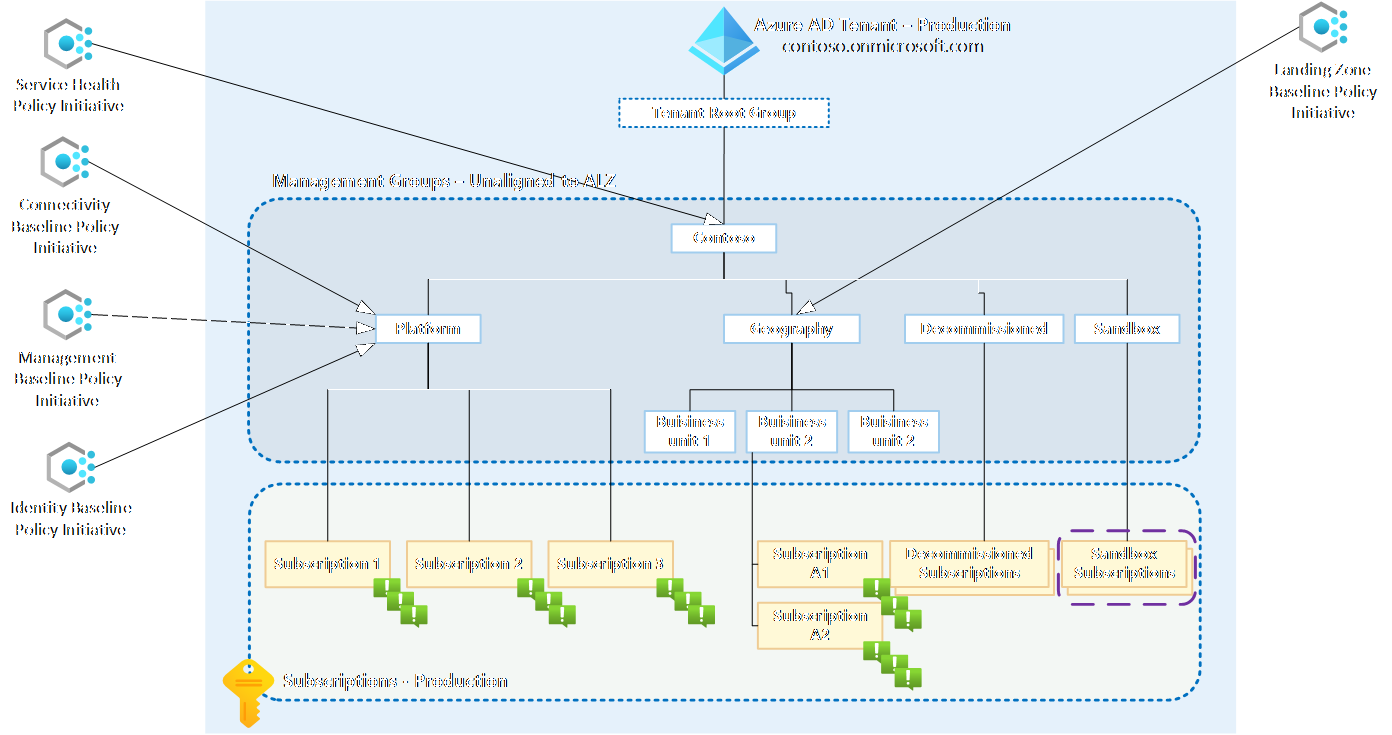 Azure AD Tenant - Production
contoso.onmicrosoft.com
Service Health
Policy Initiative
Landing Zone
Baseline Policy
Initiative
Tenant Root Group
Management Groups - Unaligned to ALZ
Connectivity
Baseline Policy
Initiative
Contoso
Management
Baseline Policy
Initiative
Platform
Geography
Decommissioned
Sandbox
Buisiness
unit 1
Buisiness
unit 2
Buisiness
unit 2
Identity Baseline
Policy Initiative
Subscription 1
Subscription 2
Subscription 3
Subscription
A1
Decommissioned
Subscriptions
Sandbox
Subscriptions
Subscription
A2
Subscriptions - Production